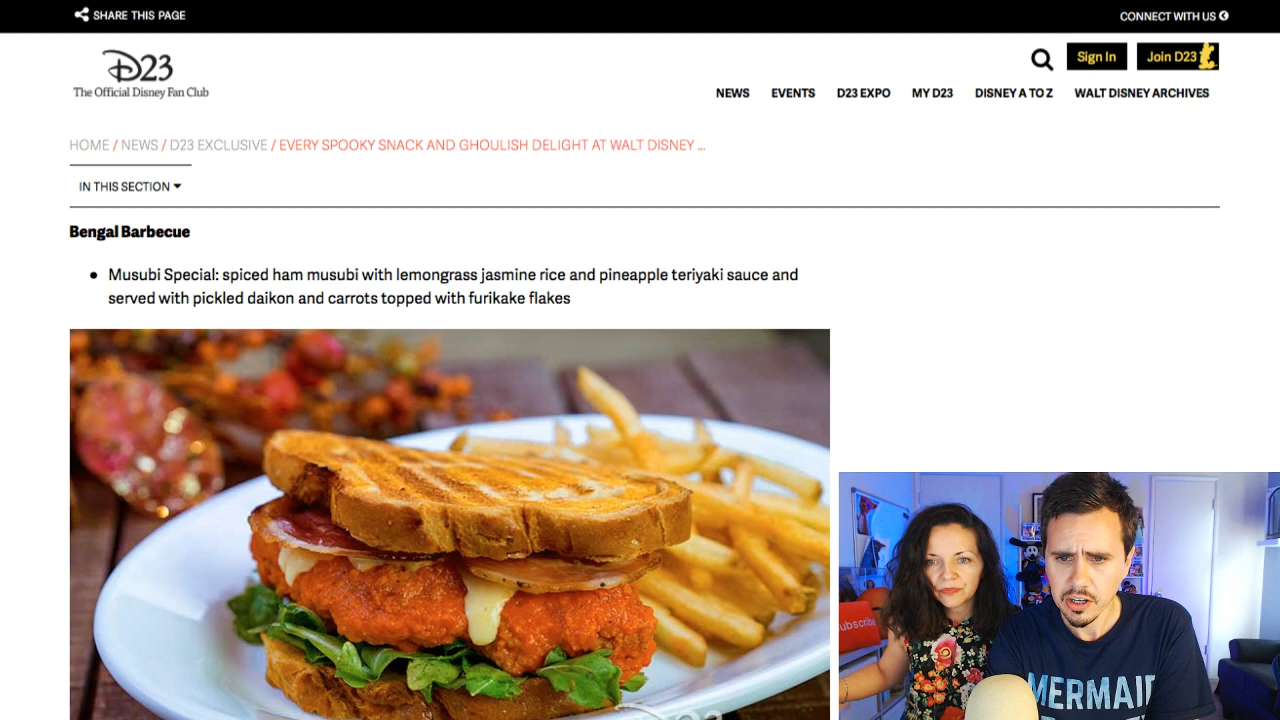 SHARE THIS PAGE
CONNECT WITH US
D23
The Official Disney Fan Club
Sign In
Join D23
NEWS
EVENTS
D23 EXPO
MY D23
DISNEY A TO Z
WALT DISNEY ARCHIVES
HOME / NEWS / D23 EXCLUSIVE / EVERY SPOOKY SNACK AND GHOULISH DELIGHT AT WALT DISNEY ...
IN THIS SECTION
Bengal Barbecue
● Musubi Special: spiced ham musubi with lemongrass jasmine rice and pineapple teriyaki sauce and
served with pickled daikon and carrots topped with furikake flakes
ubscribe
MERMAID